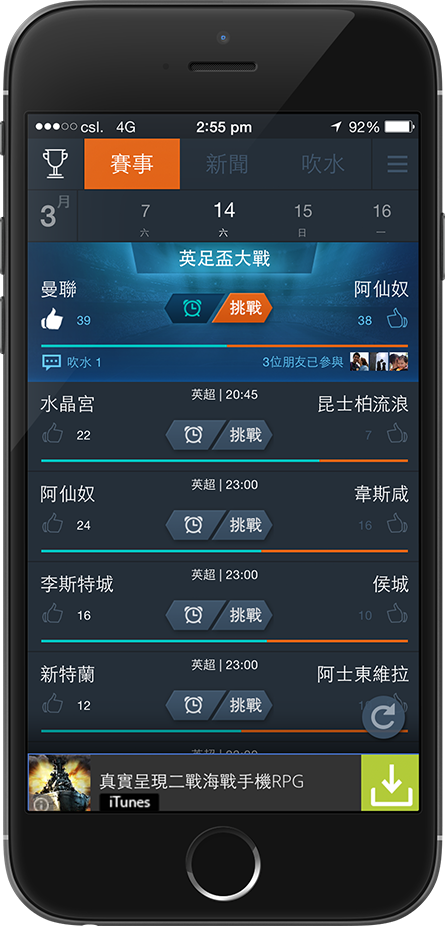 csl. 4G 2:55 pm 92%
賽事 新聞 吹水
3月 7 14 15 16
六 六 日 一
英足盃大戰
曼聯 挑戰 阿仙奴
39 38
吹水 1 3位朋友已參與
英超 | 20:45
水晶宮 昆士柏流浪
22 挑戰 7
英超 | 23:00
阿仙奴 韋斯咸
24 挑戰 16
英超 | 23:00
李斯特城 侯城
16 挑戰 10
英超 | 23:00
新特蘭 阿士東維拉
12 挑戰
真實呈現二戰海戰手機RPG
iTunes